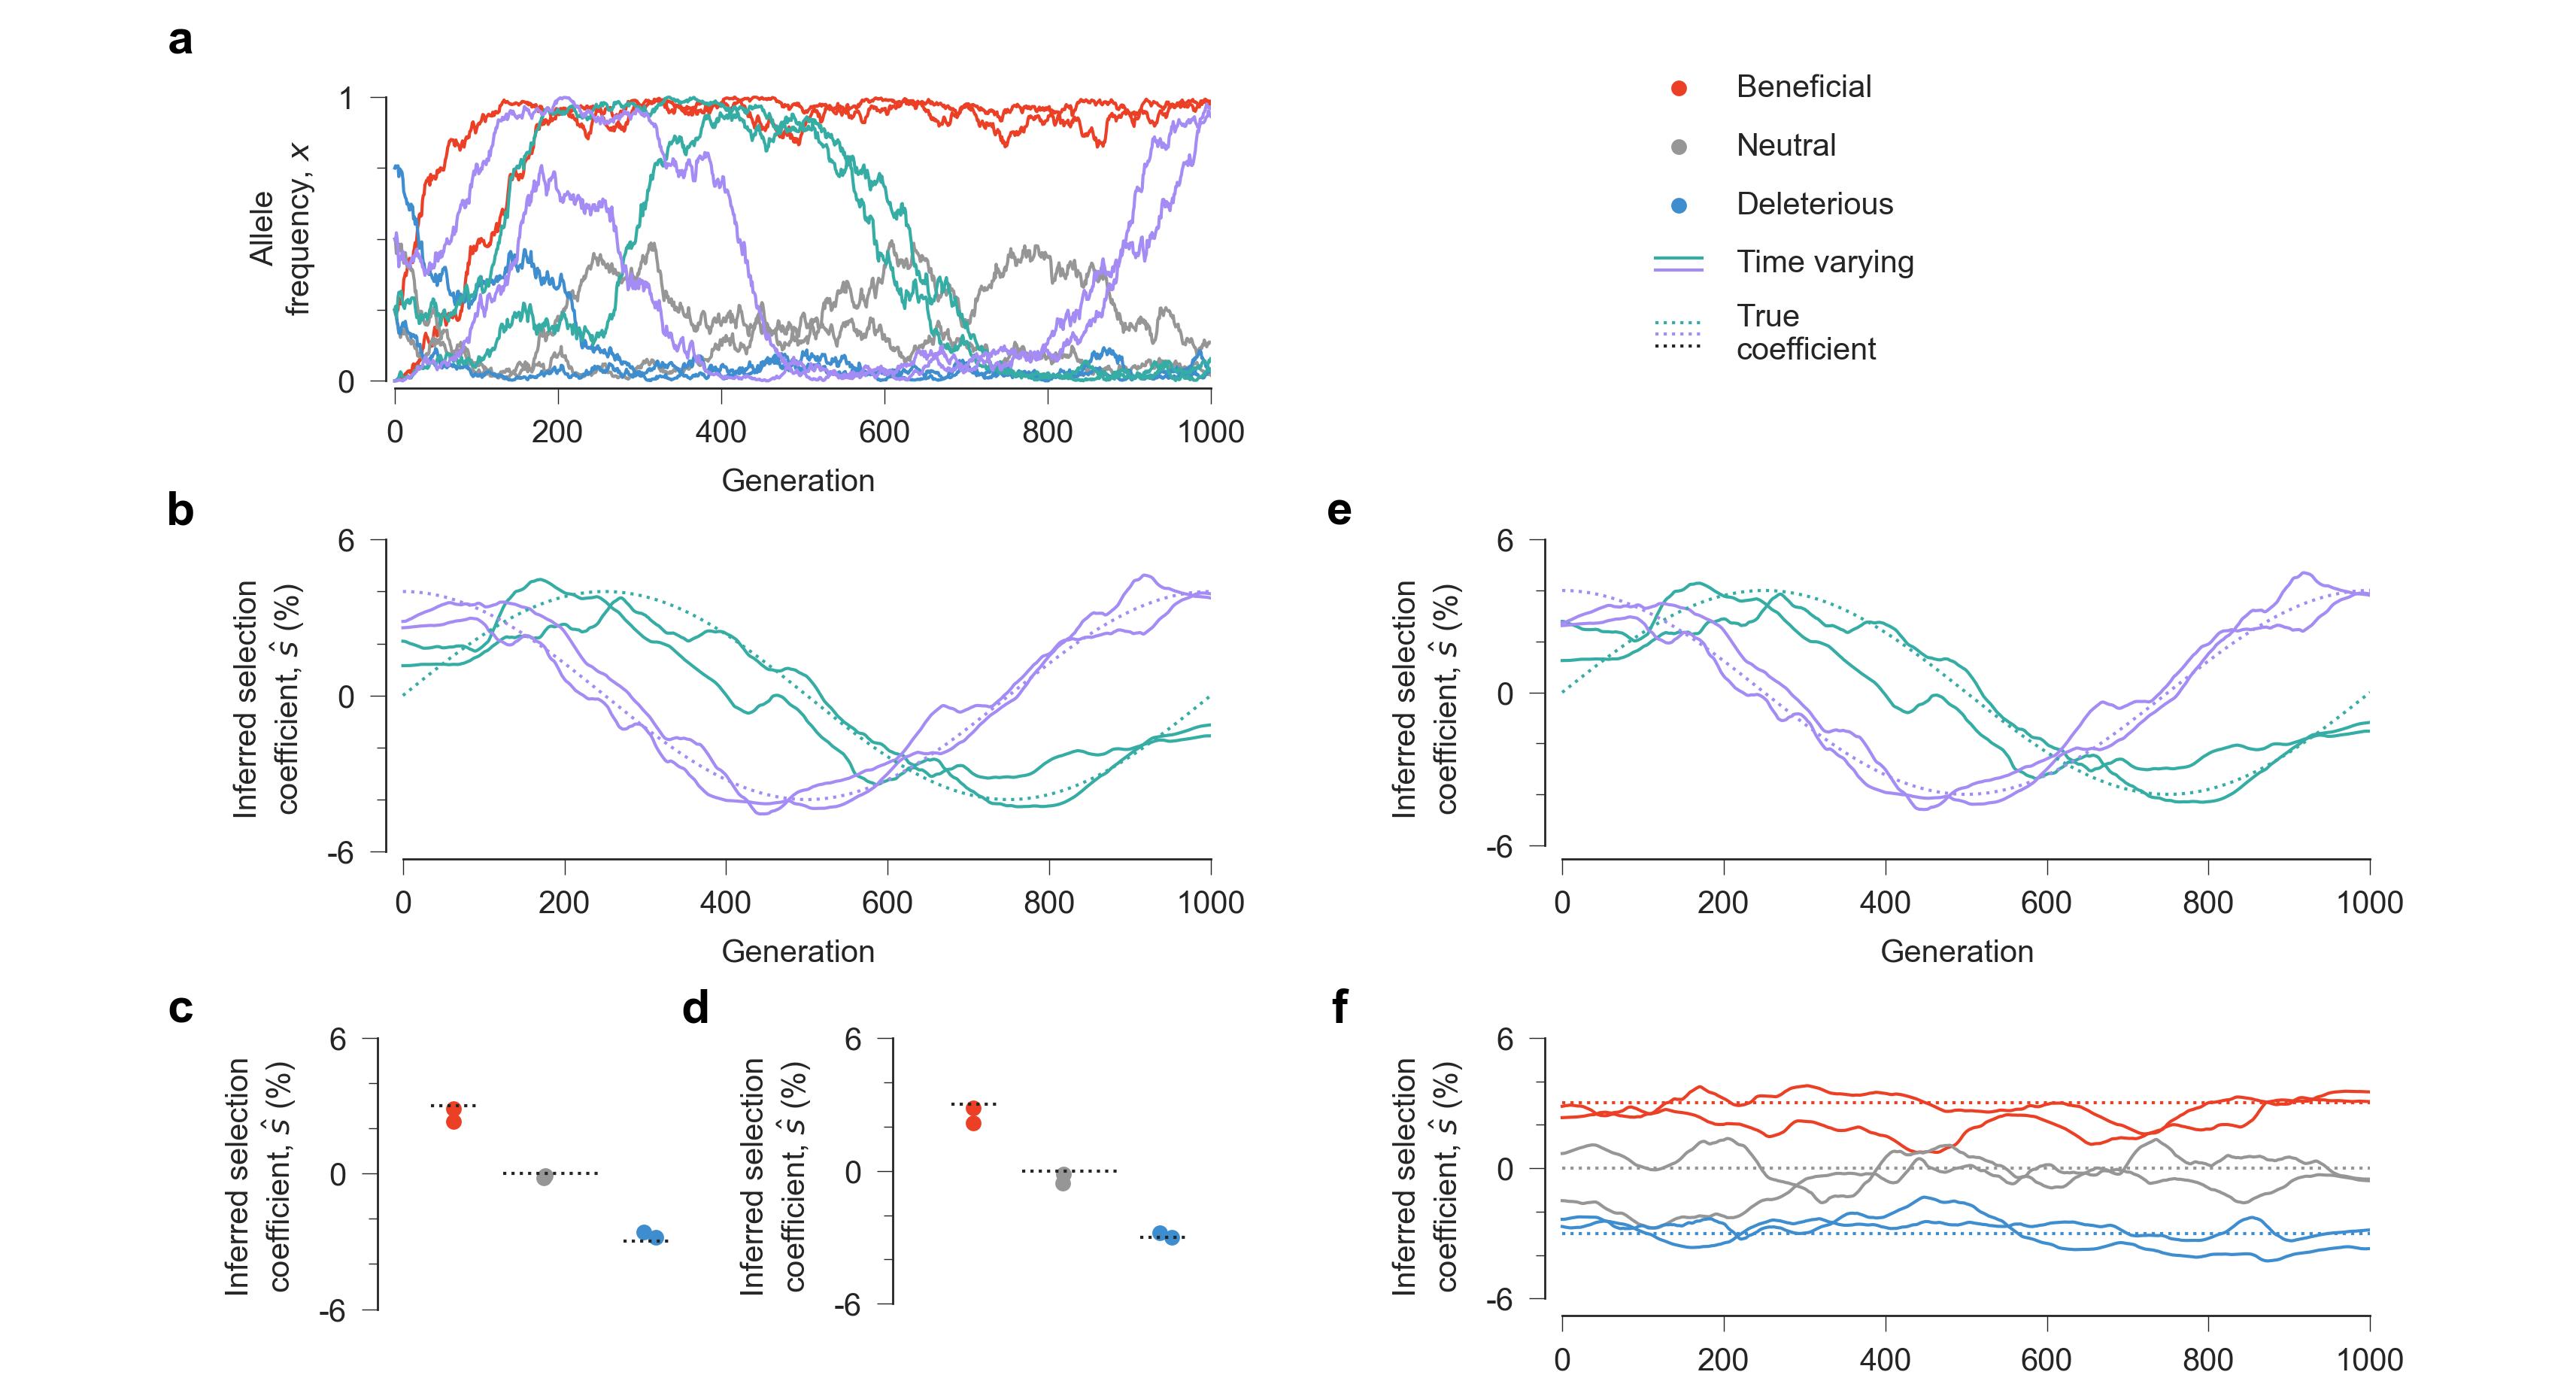 a
1
0
Allele
frequency, x
0 200 400 600 800 1000
Generation
Beneficial
Neutral
Deleterious
Time varying
True
coefficient
b
6
0
-6
Inferred selection
coefficient, ŝ (%)
0 200 400 600 800 1000
Generation
e
6
0
-6
Inferred selection
coefficient, ŝ (%)
0 200 400 600 800 1000
Generation
c
6
0
-6
Inferred selection
coefficient, ŝ (%)
d
6
0
-6
Inferred selection
coefficient, ŝ (%)
f
6
0
-6
Inferred selection
coefficient, ŝ (%)
0 200 400 600 800 1000